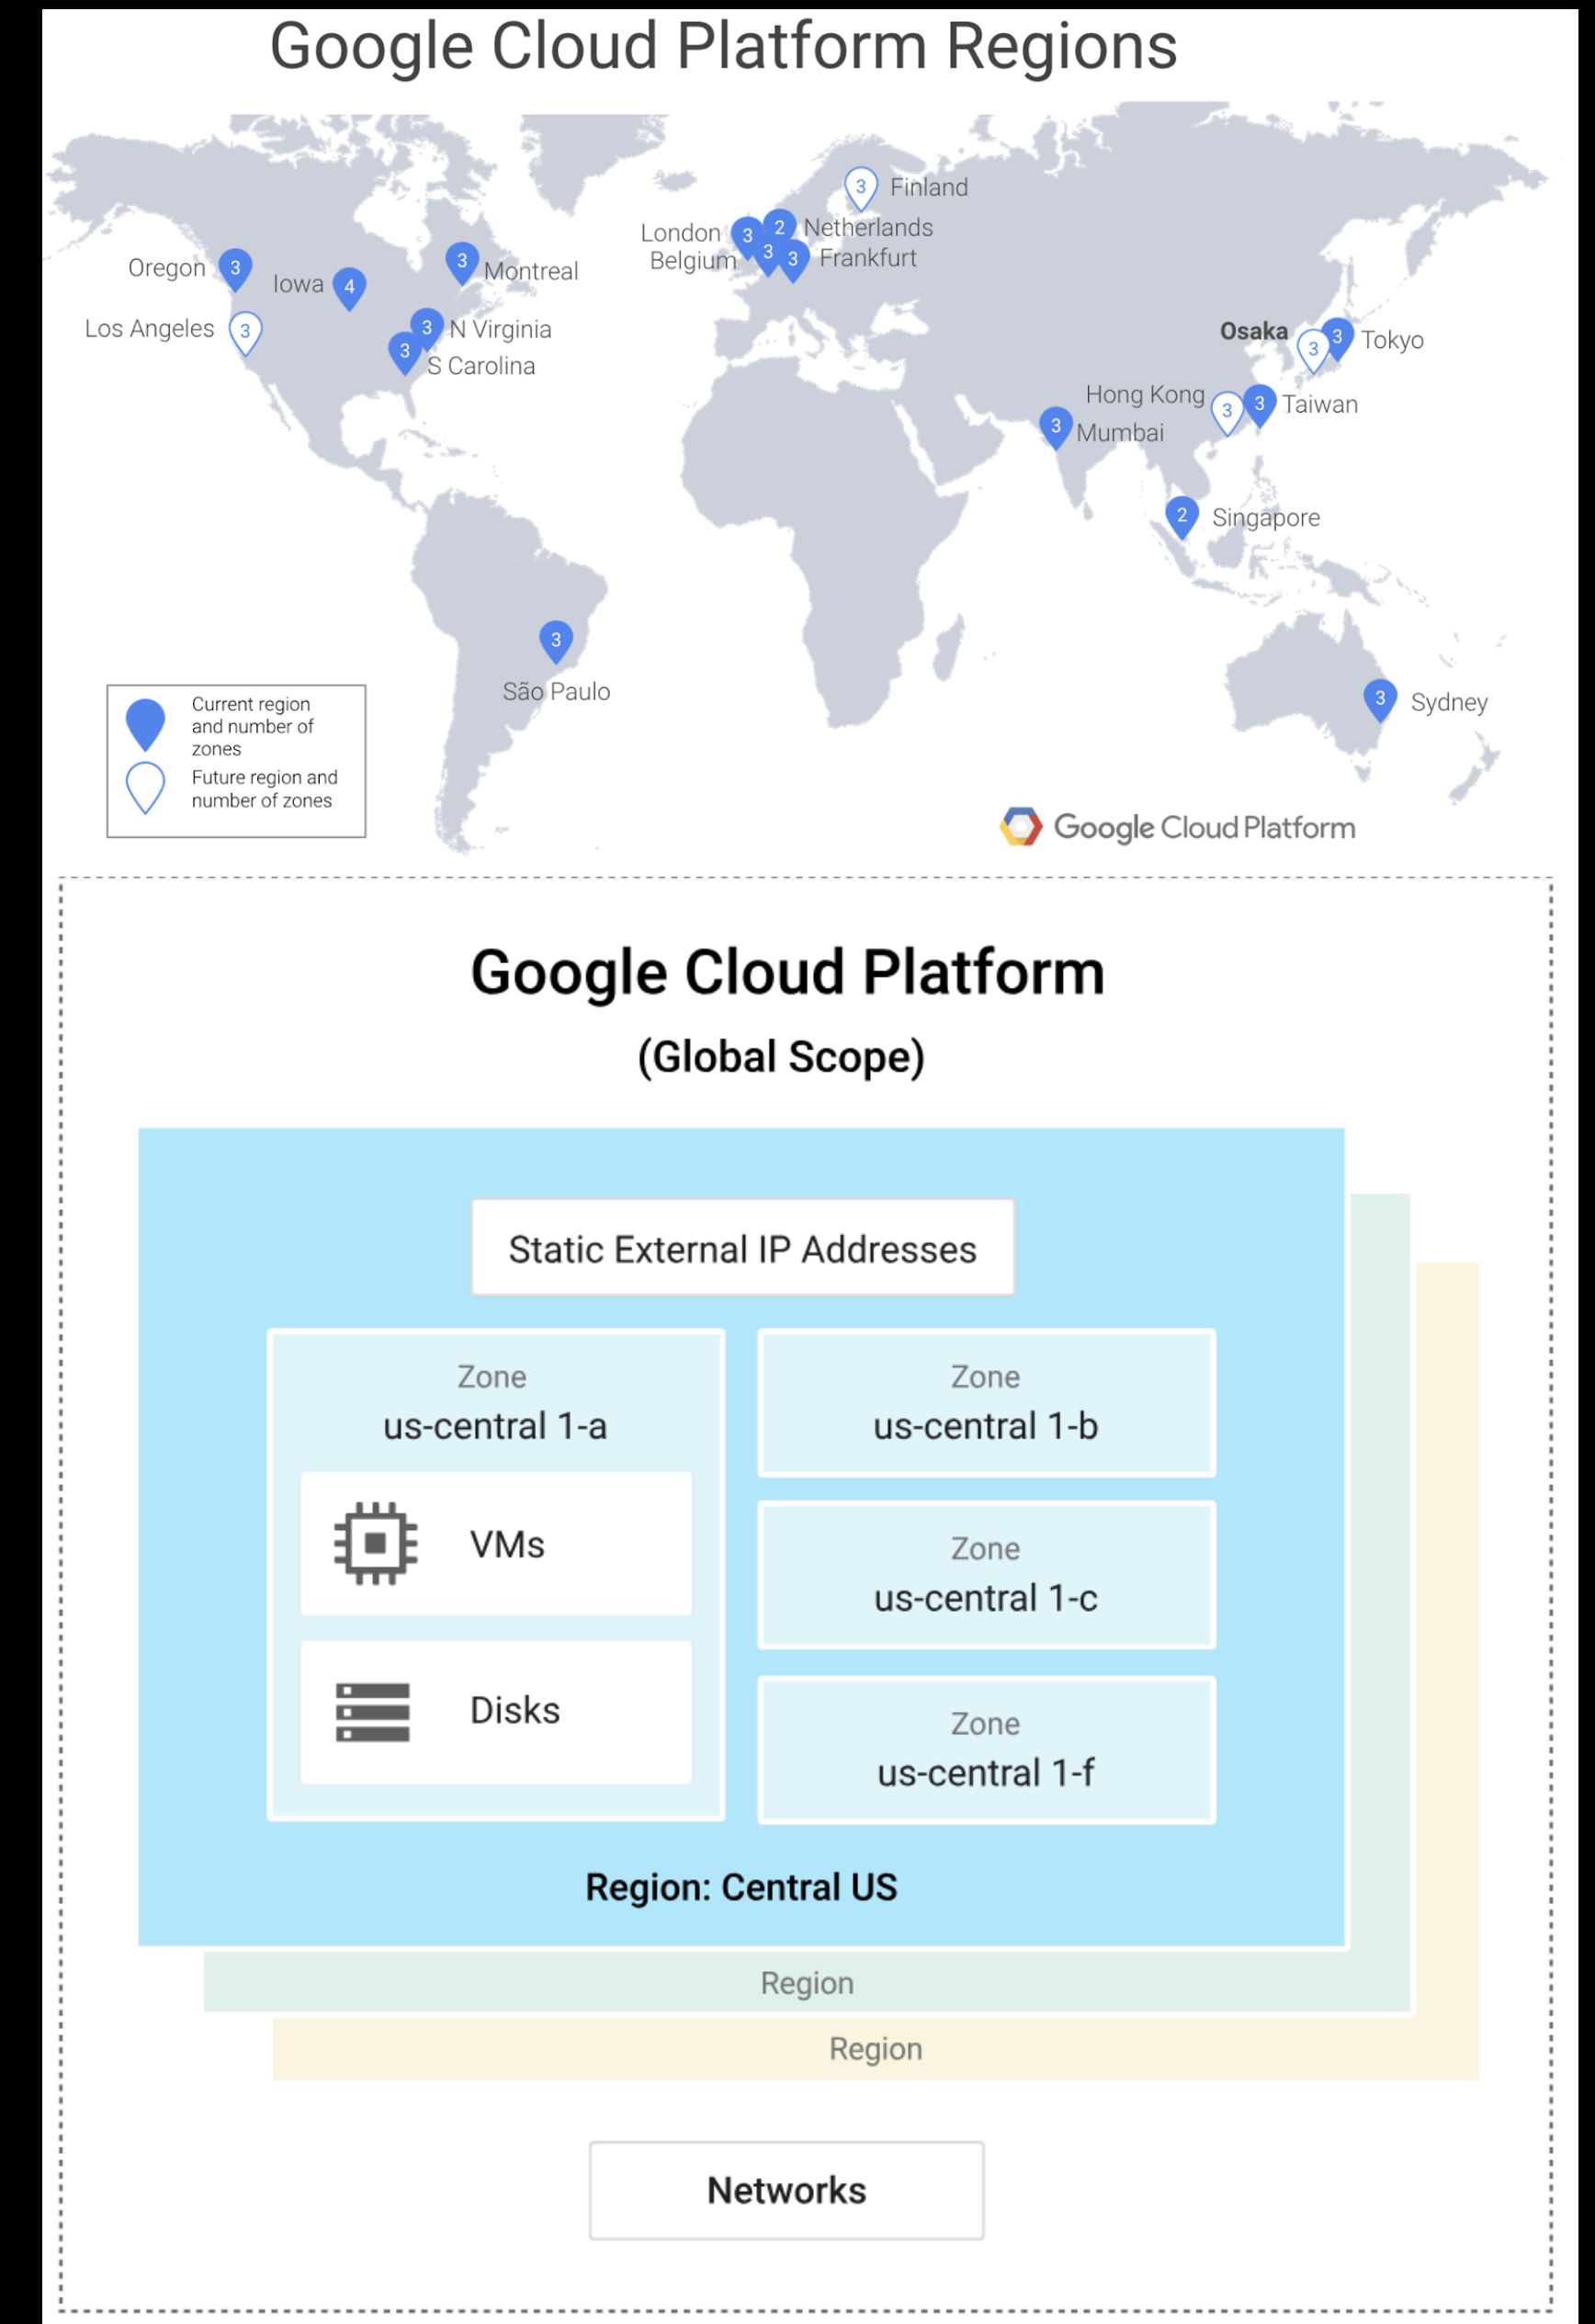 Google Cloud Platform Regions
3
Finland
London
3
2
Netherlands
Belgium
3
3
Frankfurt
Oregon
3
Iowa
4
3
Montreal
Los Angeles
3
3
N Virginia
3
S Carolina
Osaka
3
3
Tokyo
Hong Kong
3
3
Taiwan
3
Mumbai
2
Singapore
3
São Paulo
3
Sydney
Current region
and number of
zones
Future region and
number of zones
Google Cloud Platform
Google Cloud Platform
(Global Scope)
Static External IP Addresses
Zone
us-central 1-a
VMs
Disks
Zone
us-central 1-b
Zone
us-central 1-c
Zone
us-central 1-f
Region: Central US
Region
Region
Networks